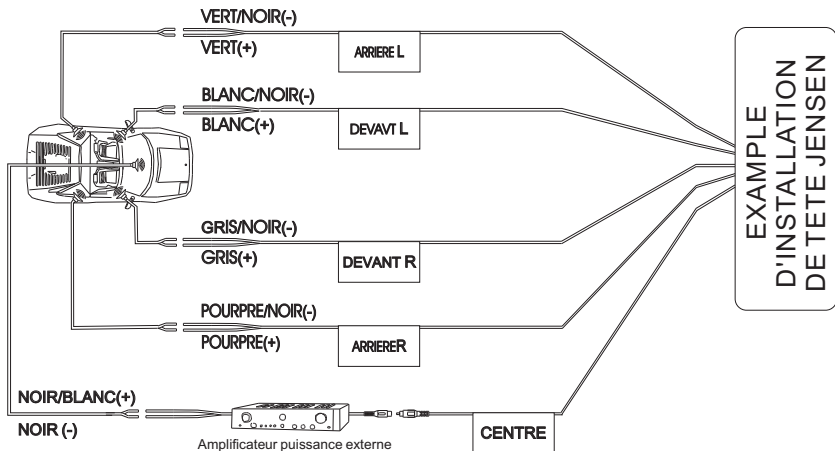 VERT/NOIR(-)
VERT(+)
ARRIERE L
BLANC/NOIR(-)
BLANC(+)
DEVAVT L
GRIS/NOIR(-)
GRIS(+)
DEVANT R
POURPRE/NOIR(-)
POURPRE(+)
ARRIERER
NOIR/BLANC(+)
NOIR (-)
Amplificateur puissance externe
CENTRE
EXAMPLE
D'INSTALLATION
DE TETE JENSEN